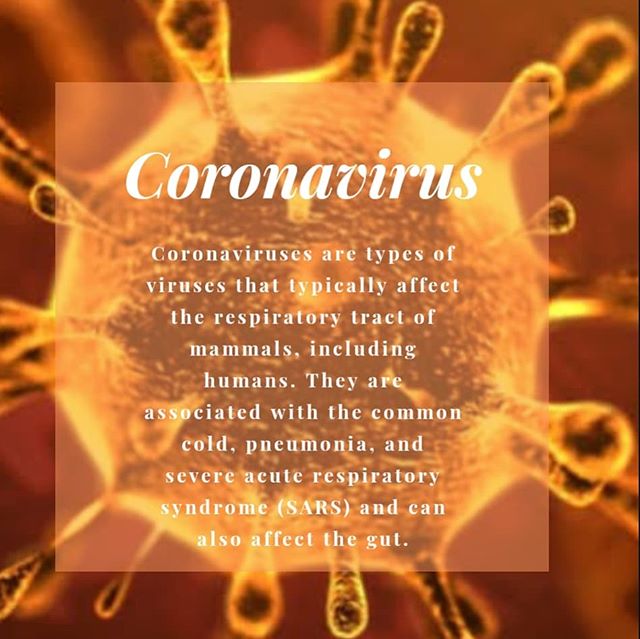 Coronavirus
Coronaviruses are types of
viruses that typically affect
the respiratory tract of
mammals, including
humans. They are
associated with the common
cold, pneumonia, and
severe acute respiratory
syndrome (SARS) and can
also affect the gut.